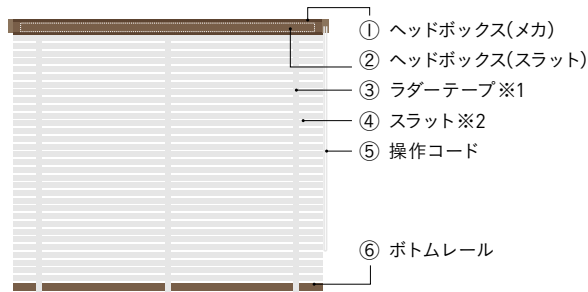 ① ヘッドボックス(メカ)
② ヘッドボックス(スラット)
③ ラダーテープ※1
④ スラット※2
⑤ 操作コード
⑥ ボトムレール